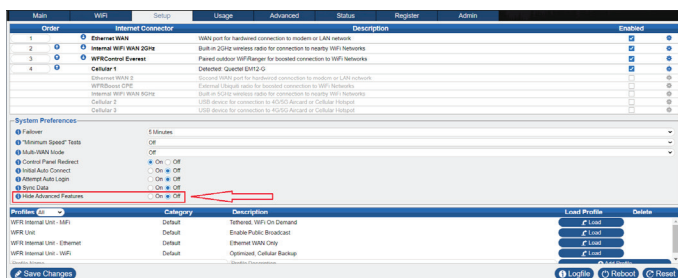 Main WiFi Setup Usage Advanced Status Register Admin
Order Internet Connector Description Enabled
1 Ethernet WAN WAN port for hardwired connection to modem or LAN network
2 Internal WiFi WAN 2GHz Built-in 2GHz wireless radio for connection to nearby WiFi Networks
3 WFRControl Everest Paired outdoor WiFiRanger for boosted connection to WiFi Networks
4 Cellular 1 Detected: Quectel EM12-G
Ethernet WAN 2 Second WAN port for hardwired connection to modem or LAN network
WFRBoost CPE External Ubiquiti radio for boosted connection to WiFi Networks
Internal WiFi WAN 5GHz Built-in 5GHz wireless radio for connection to nearby WiFi Networks
Cellular 2 USB device for connection to 4G/5G Aircard or Cellular Hotspot
Cellular 3 USB device for connection to 4G/5G Aircard or Cellular Hotspot
System Preferences
Failover 5 Minutes
"Minimum Speed" Tests Off
Multi-WAN Mode Off
Control Panel Redirect On Off
Initial Auto Connect On Off
Attempt Auto Login On Off
Sync Data On Off
Hide Advanced Features On Off
Profiles All Category Description Load Profile Delete
WFR Internal Unit - MiFi Default Tethered, WiFi On Demand Load
WFR Unit Default Enable Public Broadcast Load
WFR Internal Unit - Ethernet Default Ethernet WAN Only Load
WFR Internal Unit - WiFi Default Optimized, Cellular Backup Load
Profile Name Profile Description Add Profile
Save Changes Logfile Reboot Reset